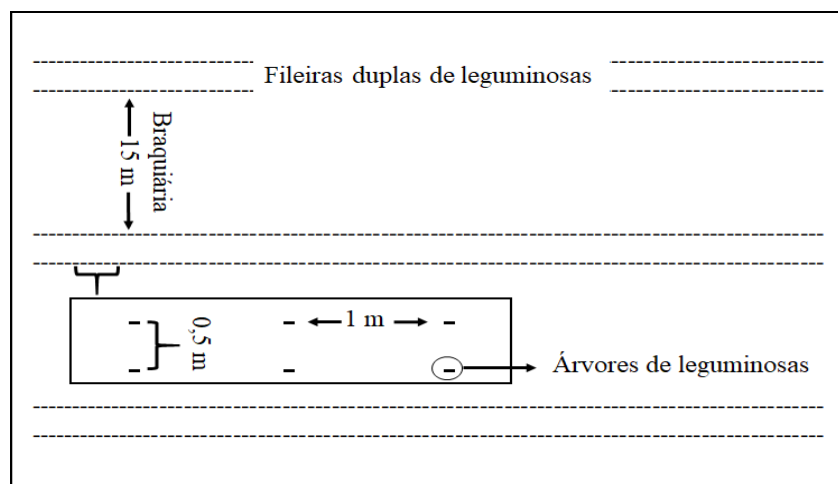 Fileiras duplas de leguminosas
Braquiária
15 m
1 m
0,5 m
Árvores de leguminosas